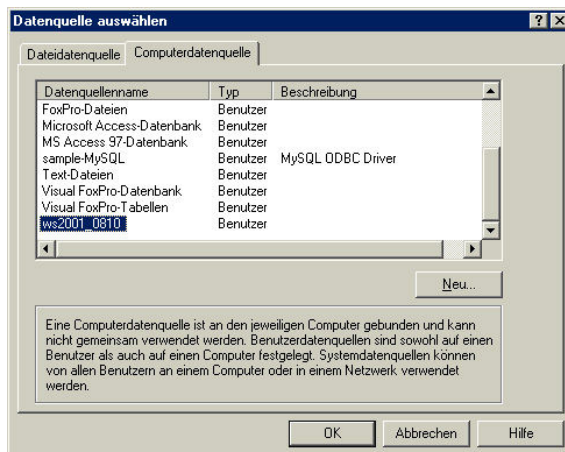 Datenquelle auswählen
Dateidatenquelle Computerdatenquelle
Datenquellenname Typ Beschreibung
FoxPro-Dateien Benutzer
Microsoft Access-Datenbank Benutzer
MS Access 97-Datenbank Benutzer
sample-MySQL Benutzer MySQL ODBC Driver
Text-Dateien Benutzer
Visual FoxPro-Datenbank Benutzer
Visual FoxPro-Tabellen Benutzer
ws2001_0810 Benutzer
Neu...
Eine Computerdatenquelle ist an den jeweiligen Computer gebunden und kann
nicht gemeinsam verwendet werden. Benutzerdatenquellen sind sowohl auf einen
Benutzer als auch auf einen Computer festgelegt. Systemdatenquellen können
von allen Benutzern an einem Computer oder in einem Netzwerk verwendet
werden.
OK Abbrechen Hilfe